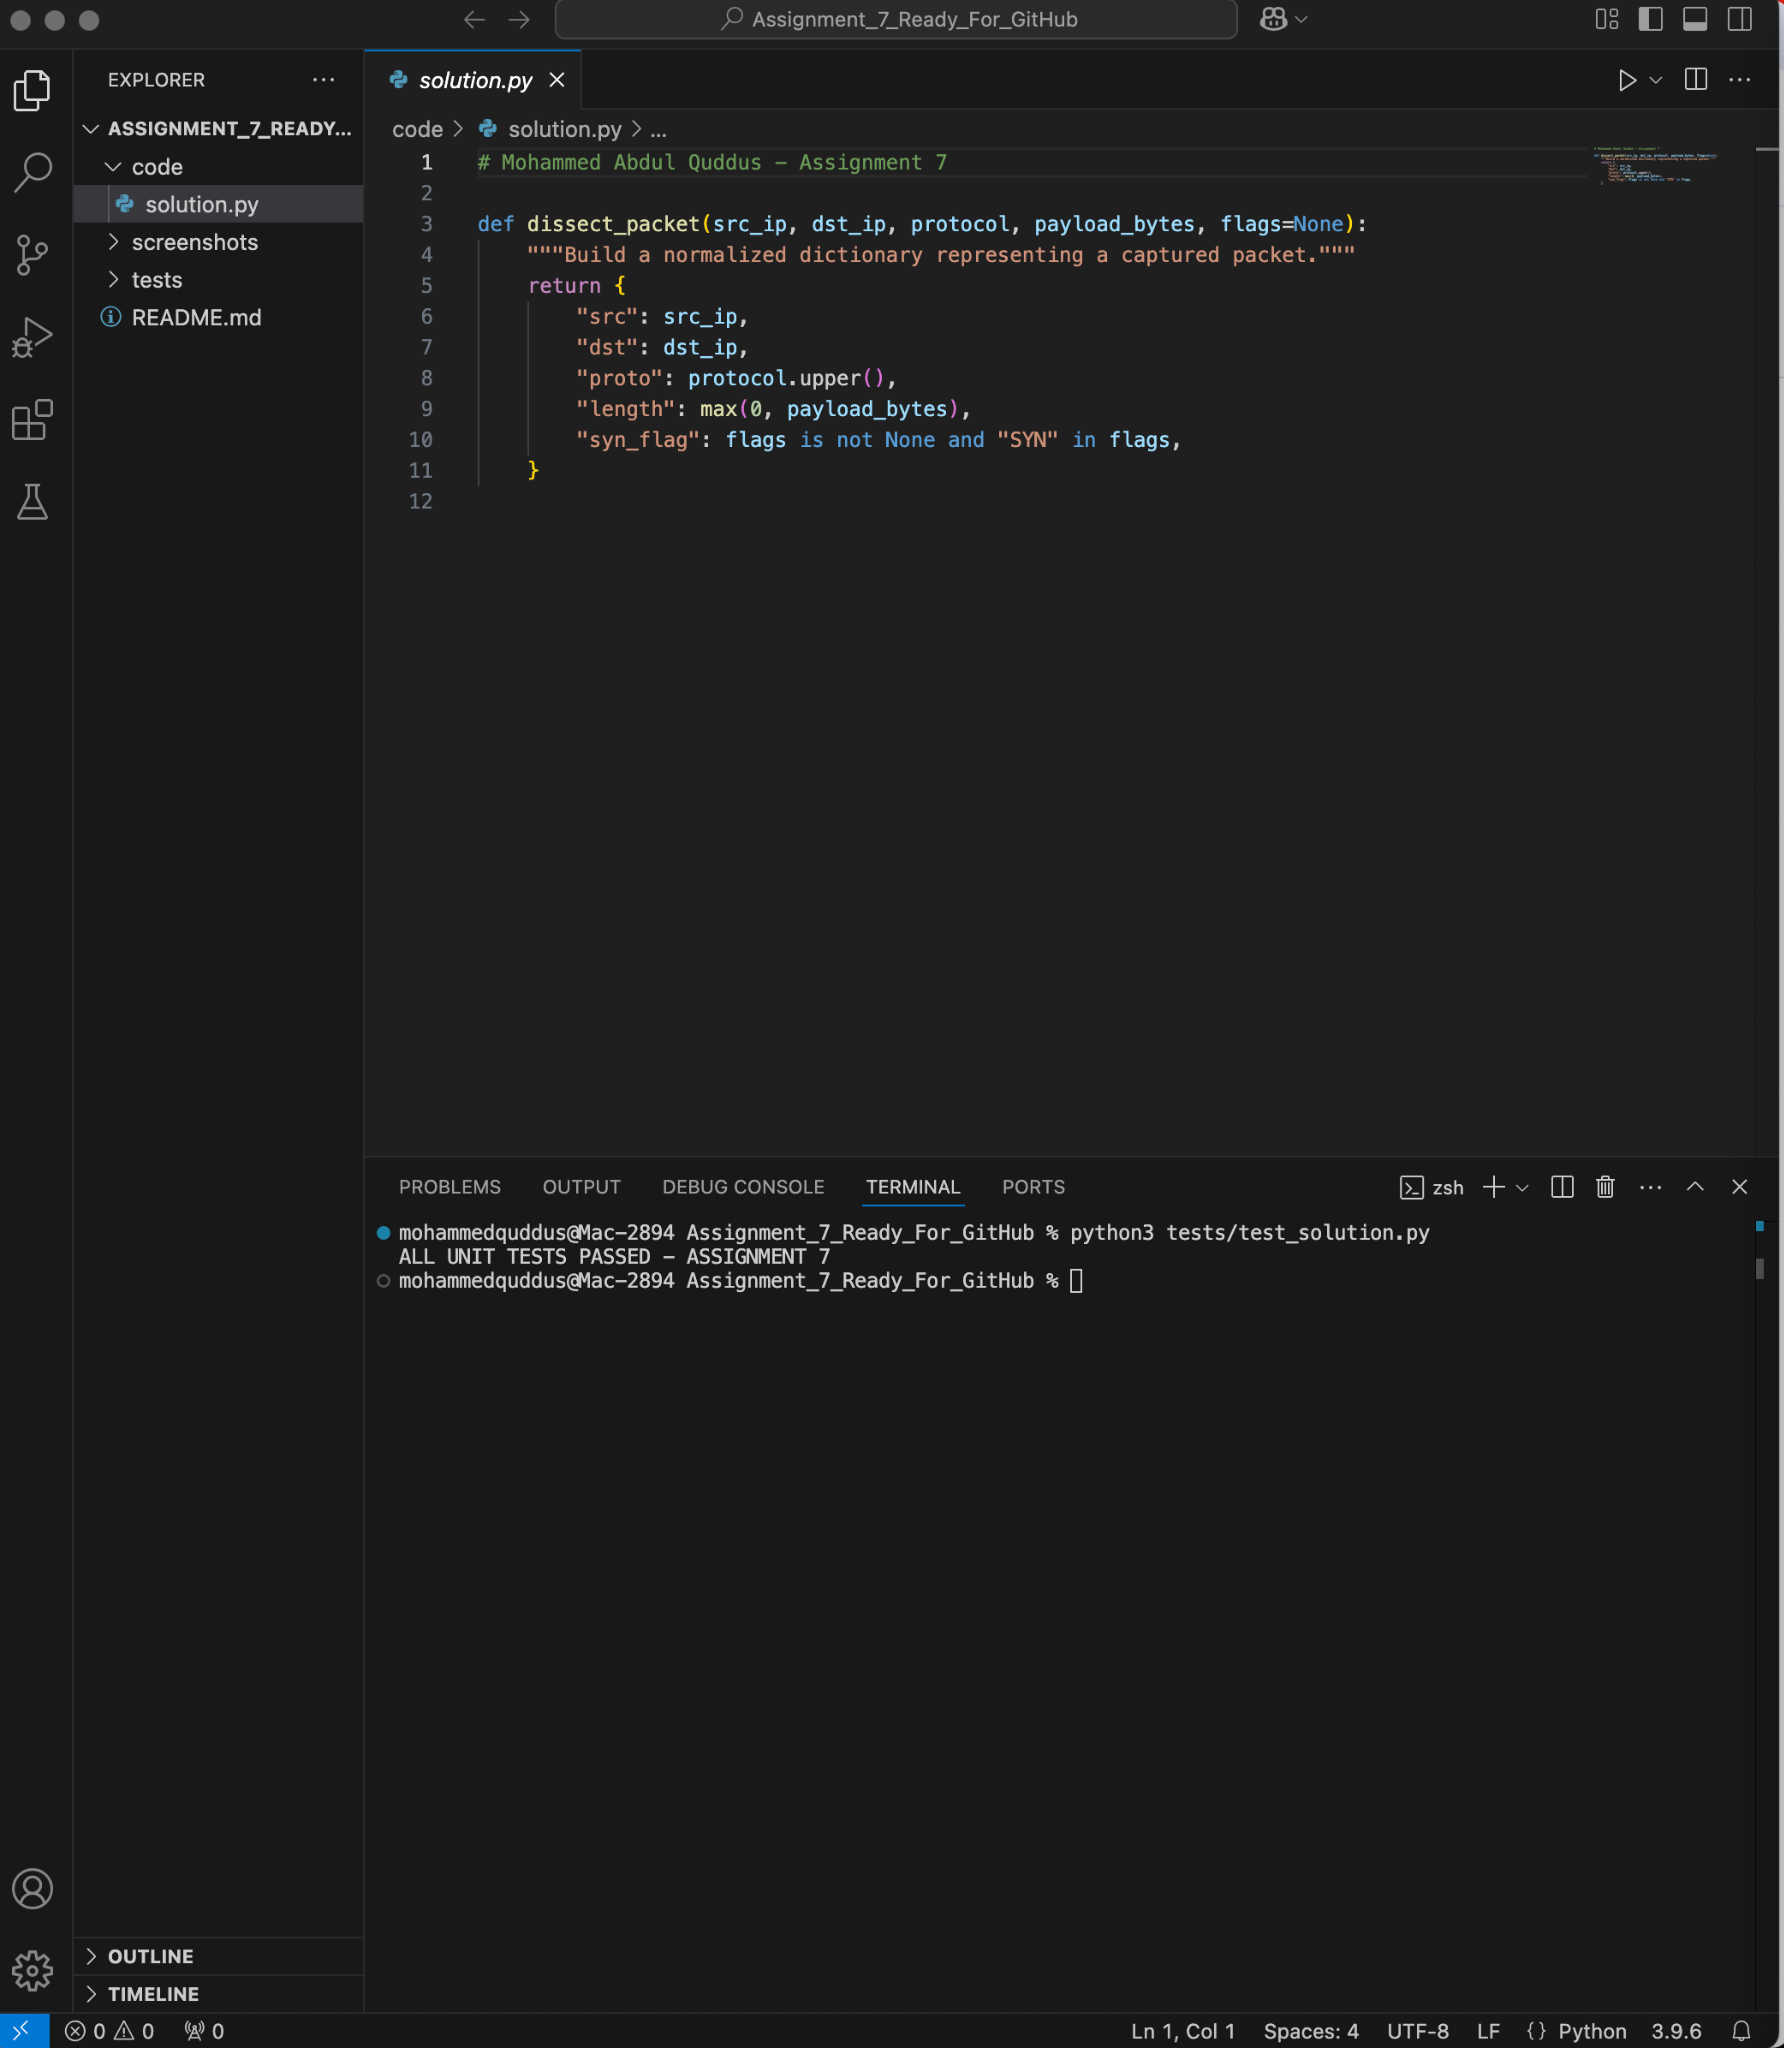 Assignment_7_Ready_For_GitHub
EXPLORER
solution.py
ASSIGNMENT_7_READY...
code
solution.py
screenshots
tests
README.md
code > solution.py > ...
1 # Mohammed Abdul Quddus - Assignment 7
2
3 def dissect_packet(src_ip, dst_ip, protocol, payload_bytes, flags=None):
4 """Build a normalized dictionary representing a captured packet."""
5 return {
6 "src": src_ip,
7 "dst": dst_ip,
8 "proto": protocol.upper(),
9 "length": max(0, payload_bytes),
10 "syn_flag": flags is not None and "SYN" in flags,
11 }
12
PROBLEMS OUTPUT DEBUG CONSOLE TERMINAL PORTS zsh
mohammedquddus@Mac-2894 Assignment_7_Ready_For_GitHub % python3 tests/test_solution.py
ALL UNIT TESTS PASSED - ASSIGNMENT 7
mohammedquddus@Mac-2894 Assignment_7_Ready_For_GitHub %
OUTLINE
TIMELINE
0 0 0 Ln 1, Col 1 Spaces: 4 UTF-8 LF {} Python 3.9.6